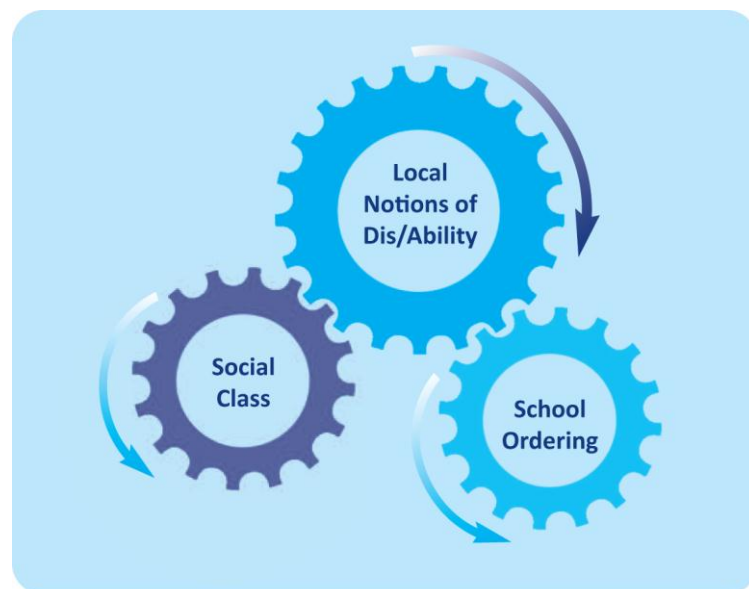 Local
Notions of
Dis/Ability
Social
Class
School
Ordering